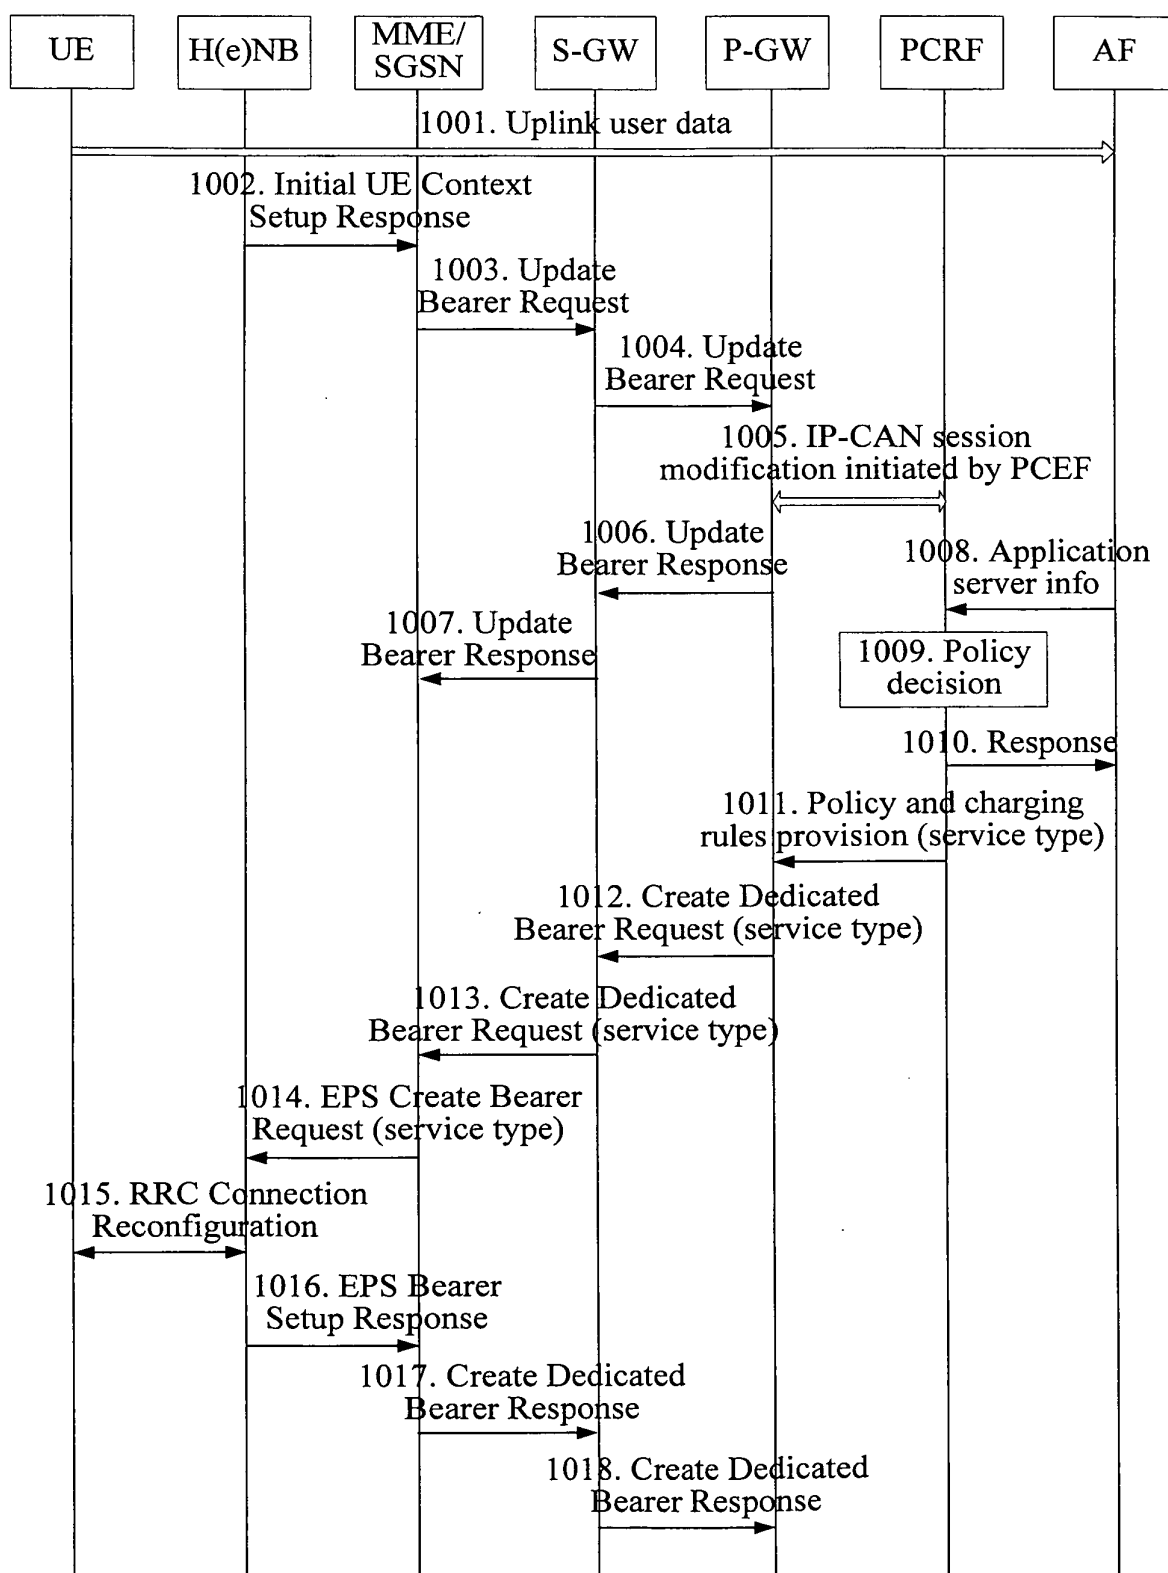 UE
H(e)NB
MME/
SGSN
S-GW
P-GW
PCRF
AF
1001. Uplink user data
1002. Initial UE Context
Setup Response
1003. Update
Bearer Request
1004. Update
Bearer Request
1005. IP-CAN session
modification initiated by PCEF
1006. Update
Bearer Response
1008. Application
server info
1007. Update
Bearer Response
1009. Policy
decision
1010. Response
1011. Policy and charging
rules provision (service type)
1012. Create Dedicated
Bearer Request (service type)
1013. Create Dedicated
Bearer Request (service type)
1014. EPS Create Bearer
Request (service type)
1015. RRC Connection
Reconfiguration
1016. EPS Bearer
Setup Response
1017. Create Dedicated
Bearer Response
1018. Create Dedicated
Bearer Response